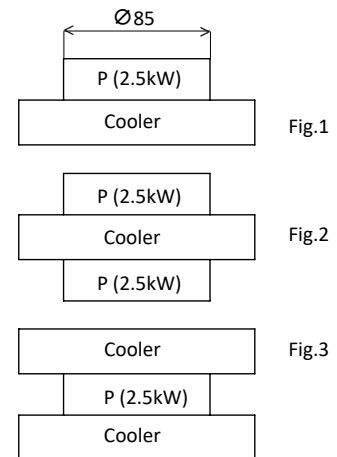 Ø85
P (2.5kW)
Cooler
Fig.1
P (2.5kW)
Cooler
Fig.2
P (2.5kW)
Cooler
Fig.3
P (2.5kW)
Cooler